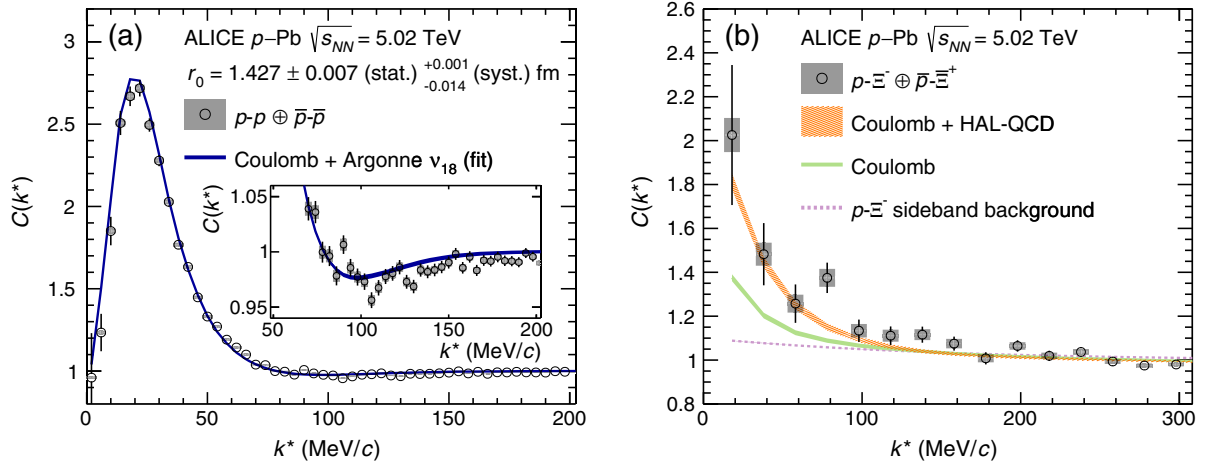 (a) ALICE p–Pb √sNN = 5.02 TeV
r0 = 1.427 ± 0.007 (stat.) +0.001 -0.014 (syst.) fm
p-p ⊕ p̅-p̅
Coulomb + Argonne ν18 (fit)
C(k*)
3
2.5
2
1.5
1
0 50 100 150 200
k* (MeV/c)
C(k*)
1.05
1
0.95
50 100 150 200
k* (MeV/c)
(b) ALICE p–Pb √sNN = 5.02 TeV
p-Ξ- ⊕ p̅-Ξ̅+
Coulomb + HAL-QCD
Coulomb
p-Ξ- sideband background
C(k*)
2.6
2.4
2.2
2
1.8
1.6
1.4
1.2
1
0.8
0 100 200 300
k* (MeV/c)